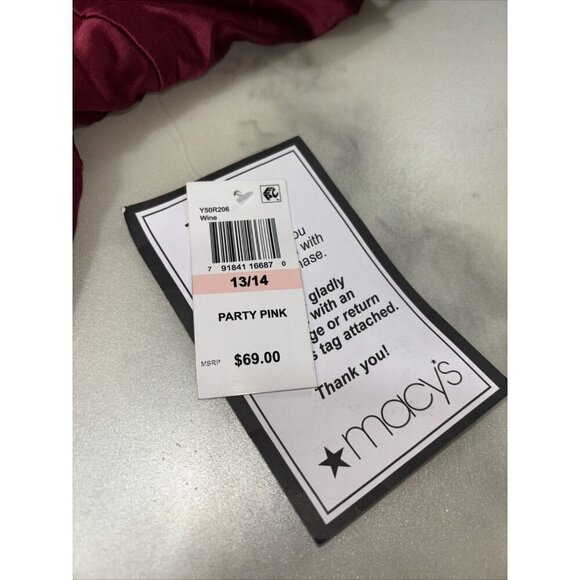 Y50R206
Wine
7 91841 16687 0
13/14
PARTY PINK
MSRP $69.00
with
gladly
with an
or return
tag attached.
Thank you!
macy's